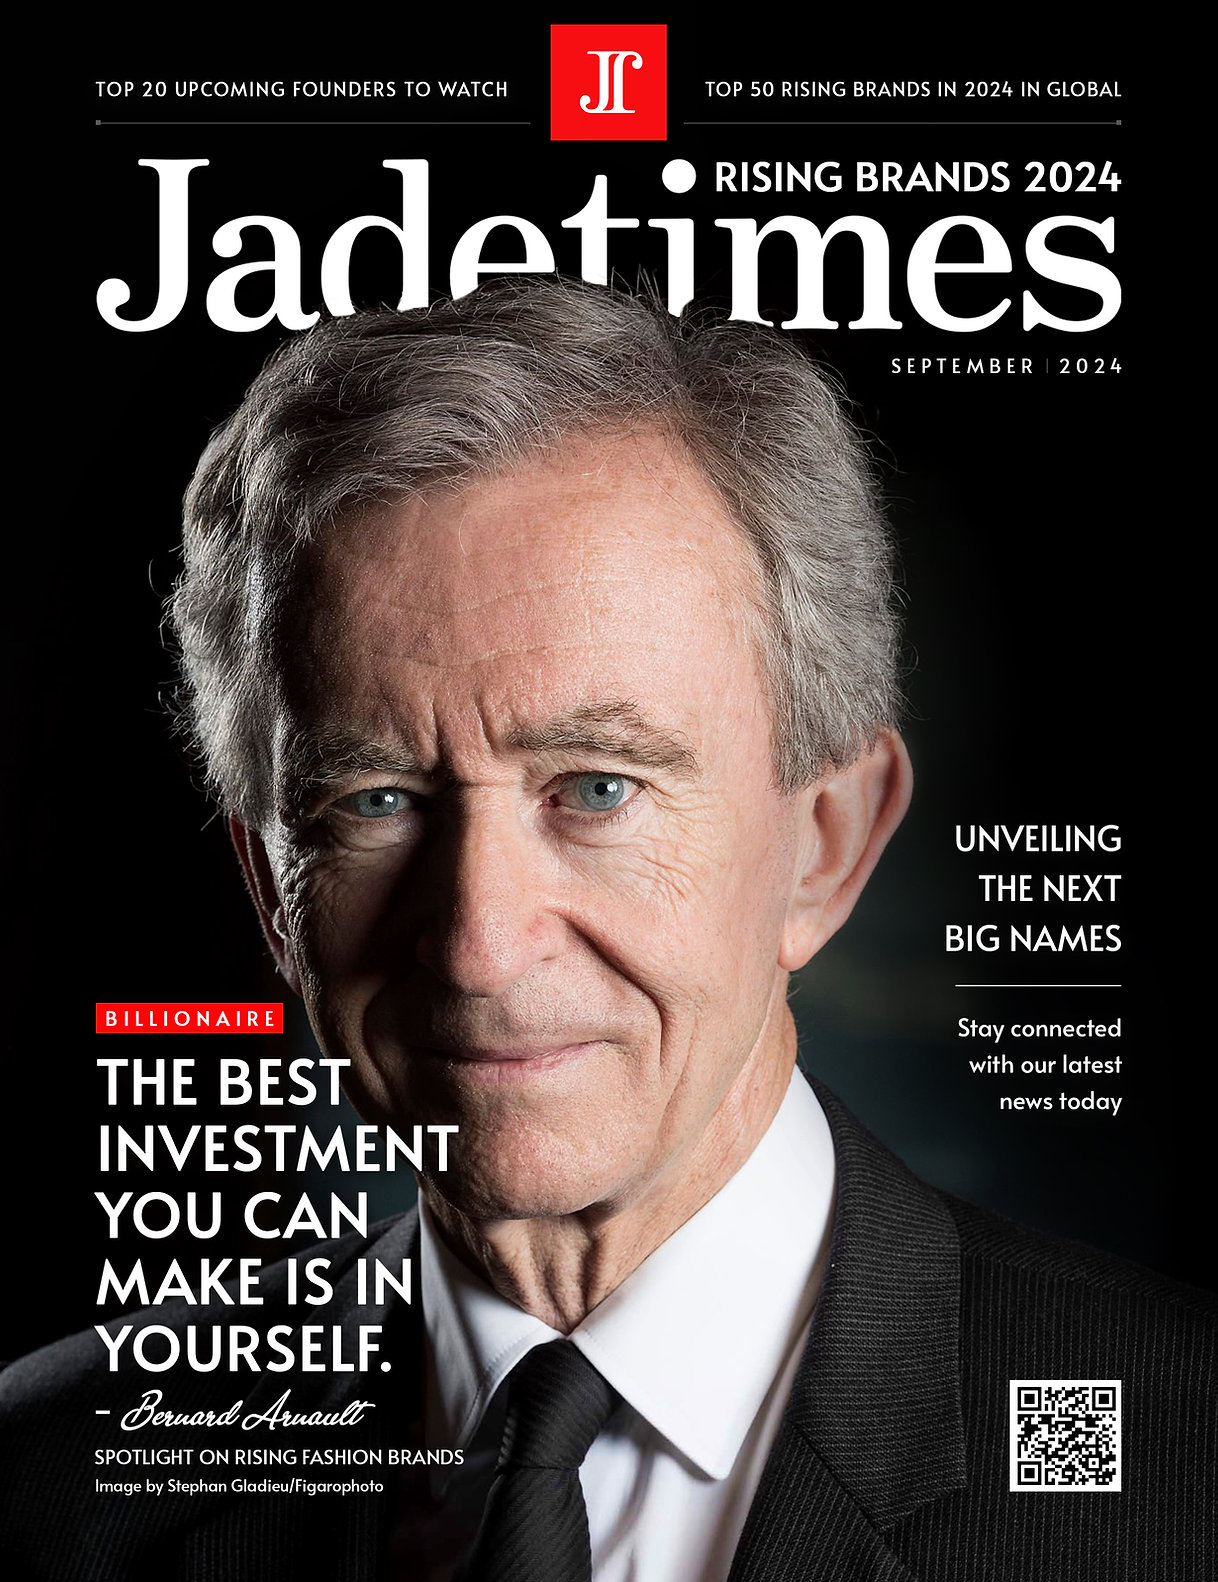 TOP 20 UPCOMING FOUNDERS TO WATCH
JT
TOP 50 RISING BRANDS IN 2024 IN GLOBAL
RISING BRANDS 2024
Jadetimes
SEPTEMBER | 2024
UNVEILING
THE NEXT
BIG NAMES
Stay connected
with our latest
news today
BILLIONAIRE
THE BEST
INVESTMENT
YOU CAN
MAKE IS IN
YOURSELF.
- Bernard Arnault
SPOTLIGHT ON RISING FASHION BRANDS
Image by Stephan Gladieu/Figarophoto